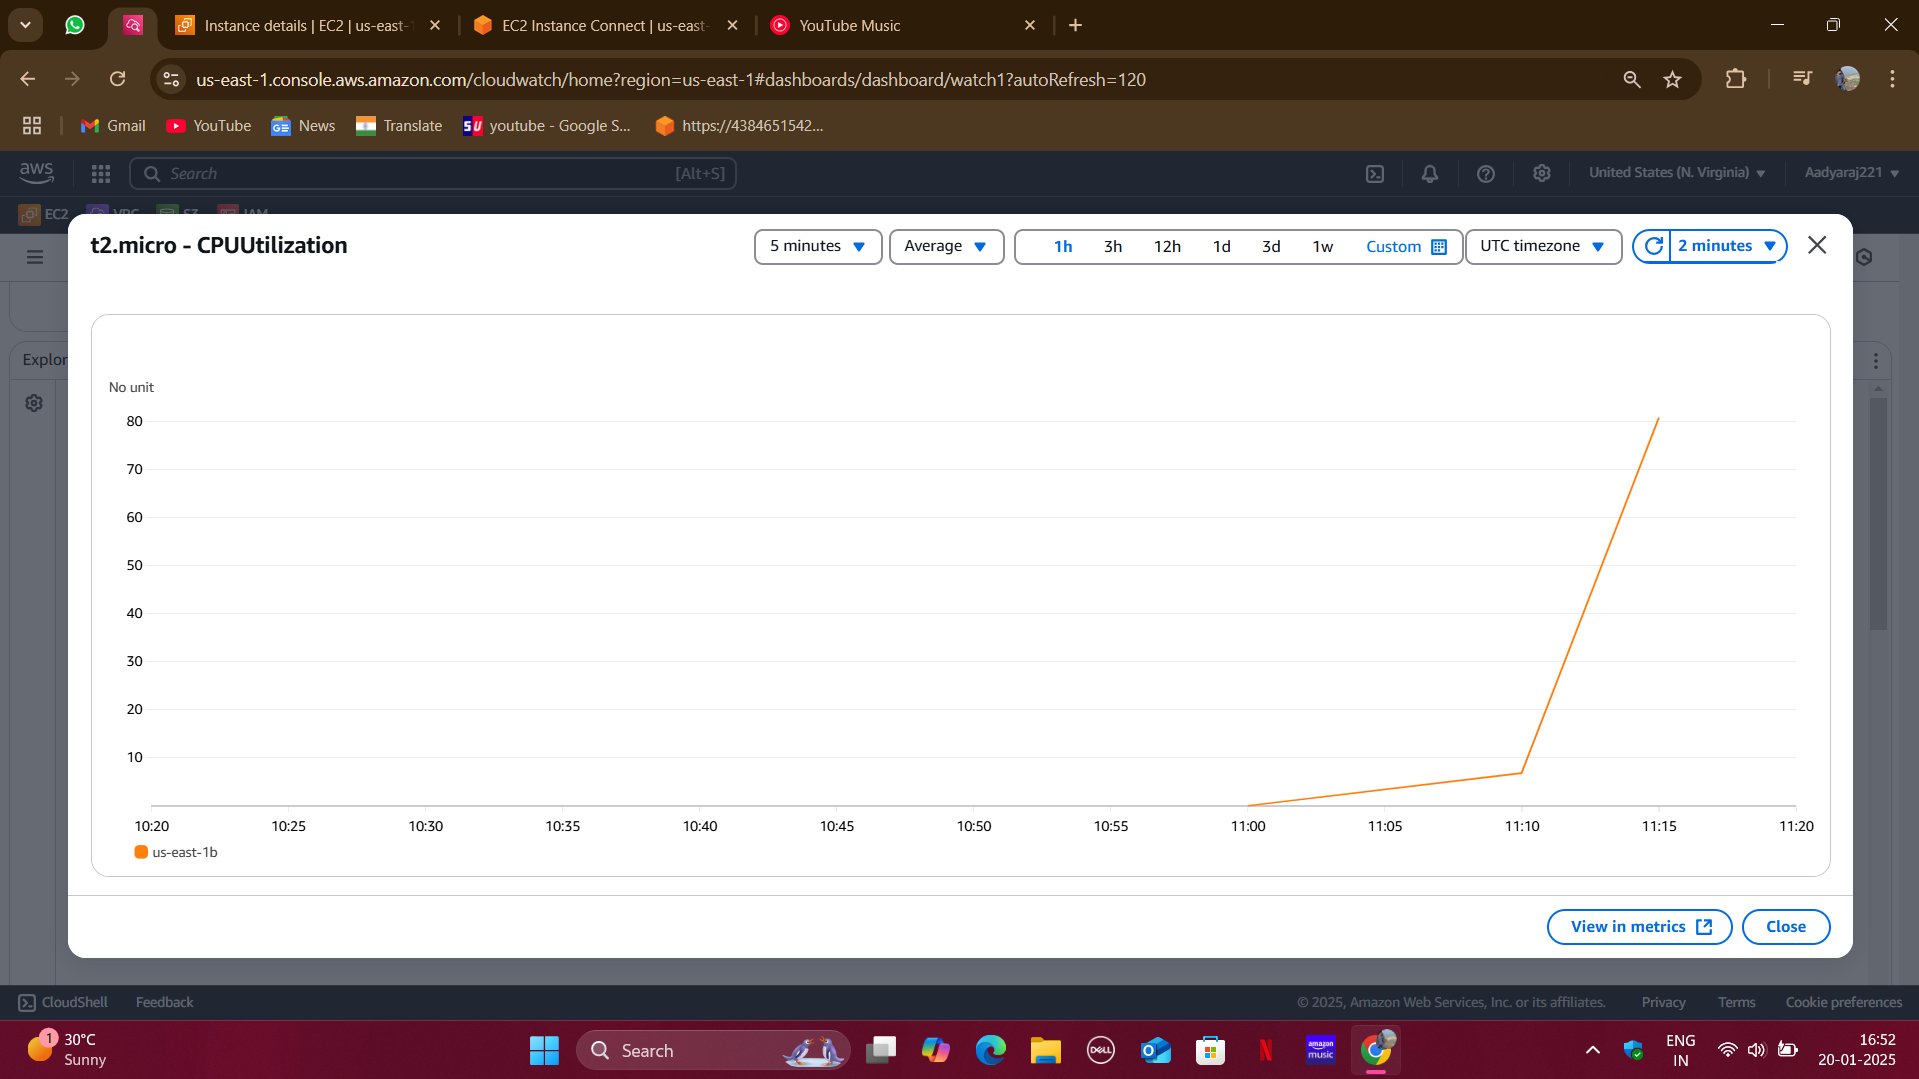 Instance details | EC2 | us-east-1
EC2 Instance Connect | us-east-
YouTube Music
us-east-1.console.aws.amazon.com/cloudwatch/home?region=us-east-1#dashboards/dashboard/watch1?autoRefresh=120
Gmail
YouTube
News
Translate
youtube - Google S...
https://4384651542...
aws
Search
[Alt+S]
United States (N. Virginia)
Aadyaraj221
EC2
VPC
S3
IAM
t2.micro - CPUUtilization
5 minutes
Average
1h
3h
12h
1d
3d
1w
Custom
UTC timezone
2 minutes
Explor
No unit
80
70
60
50
40
30
20
10
10:20
10:25
10:30
10:35
10:40
10:45
10:50
10:55
11:00
11:05
11:10
11:15
11:20
us-east-1b
View in metrics
Close
CloudShell
Feedback
© 2025, Amazon Web Services, Inc. or its affiliates.
Privacy
Terms
Cookie preferences
1
30°C
Sunny
Search
DELL
amazon
music
N
ENG
IN
16:52
20-01-2025